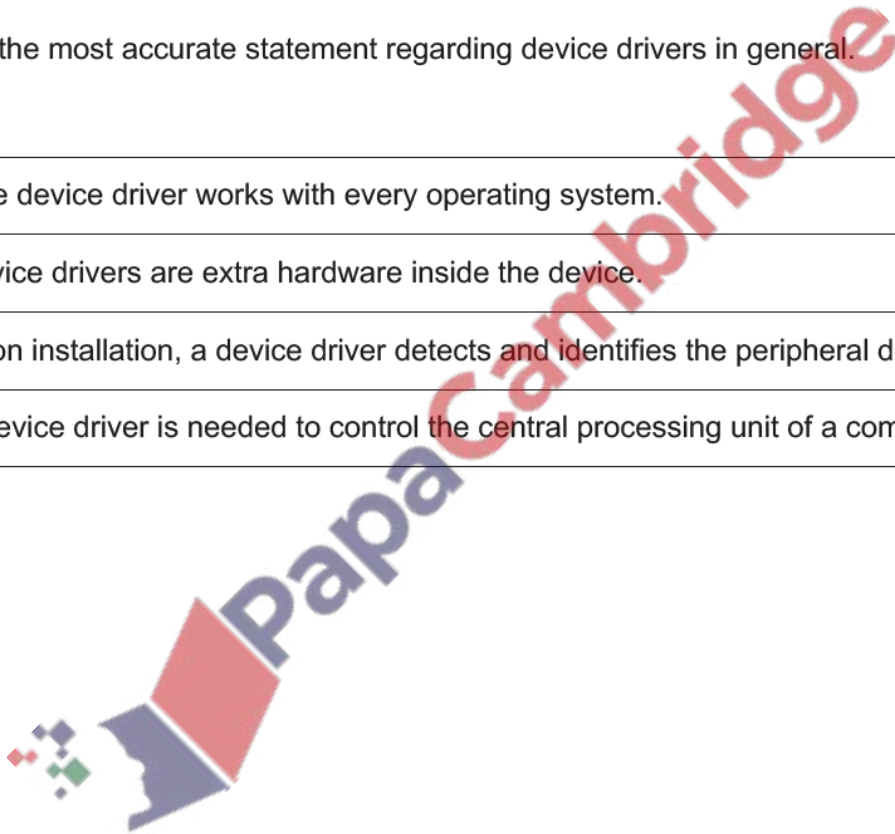 the most accurate statement regarding device drivers in general.
e device driver works with every operating system.
vice drivers are extra hardware inside the device.
on installation, a device driver detects and identifies the peripheral d
evice driver is needed to control the central processing unit of a com
PapaCambridge